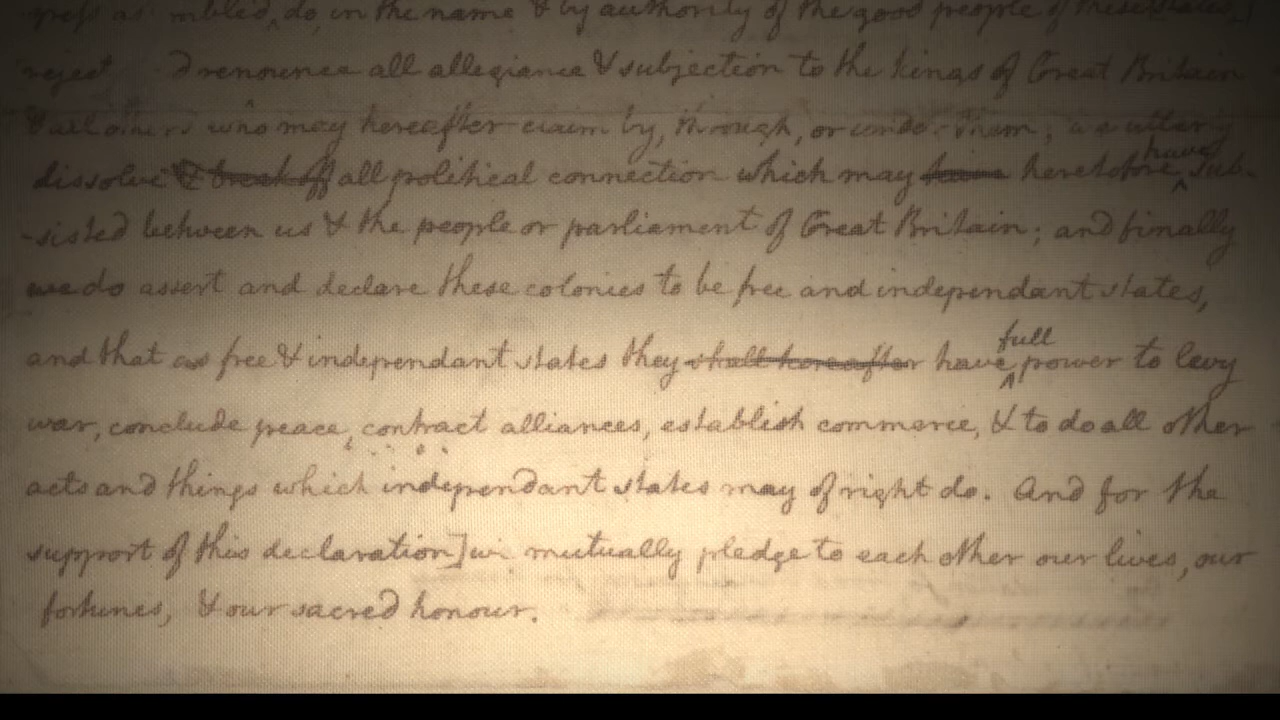 -gress assembled, do in the name & by authority of the good people of these [states,]
reject & renounce all allegiance & subjection to the kings of Great Britain
& all others who may hereafter claim by, through, or under them; we utterly
dissolve & break off all political connection which may have heretofore have sub-
-sisted between us & the people or parliament of Great Britain; and finally
we do assert and declare these colonies to be free and independant states,
and that as free & independant states they shall hereafter have full power to levy
war, conclude peace, contract alliances, establish commerce, & to do all other
acts and things which independant states may of right do. And for the
support of this declaration] we mutually pledge to each other our lives, our
fortunes, & our sacred honour.